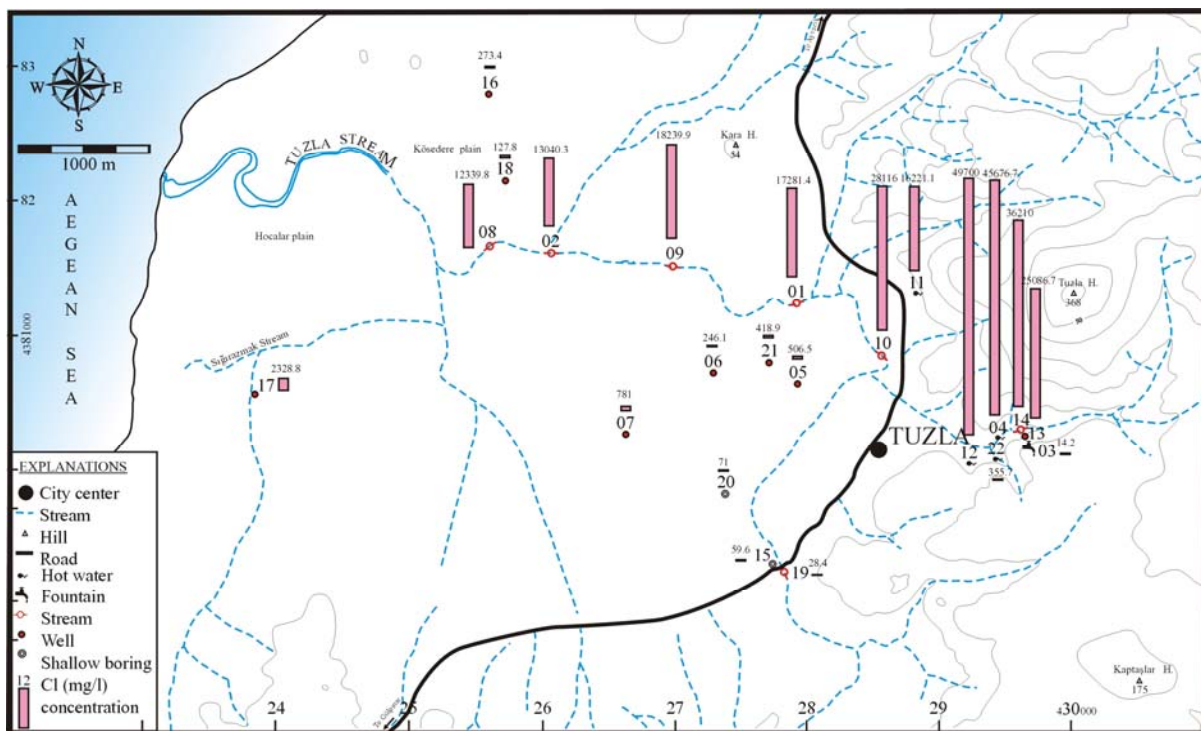 83
82
4381000
N
W
E
S
1000 m
AEGEAN SEA
TUZLA STREAM
Hocalar plain
Kösedere plain
273.4
16
127.8
18
12339.8
08
13040.3
02
18239.9
09
Kara H.
54
17281.4
01
28116
10
16221.1
11
49700
12
45676.7
04
22
355.7
36210
14
25086.7
13
03
14.2
Tuzla H.
368
Sığırazmak Stream
17
2328.8
246.1
06
418.9
21
506.5
05
781
07
71
20
TUZLA
59.6
15
19
28.4
Kaptaşlar H.
175
EXPLANATIONS
City center
Stream
Hill
Road
Hot water
Fountain
Stream
Well
Shallow boring
12
Cl (mg/l)
concentration
24
25
26
27
28
29
430000